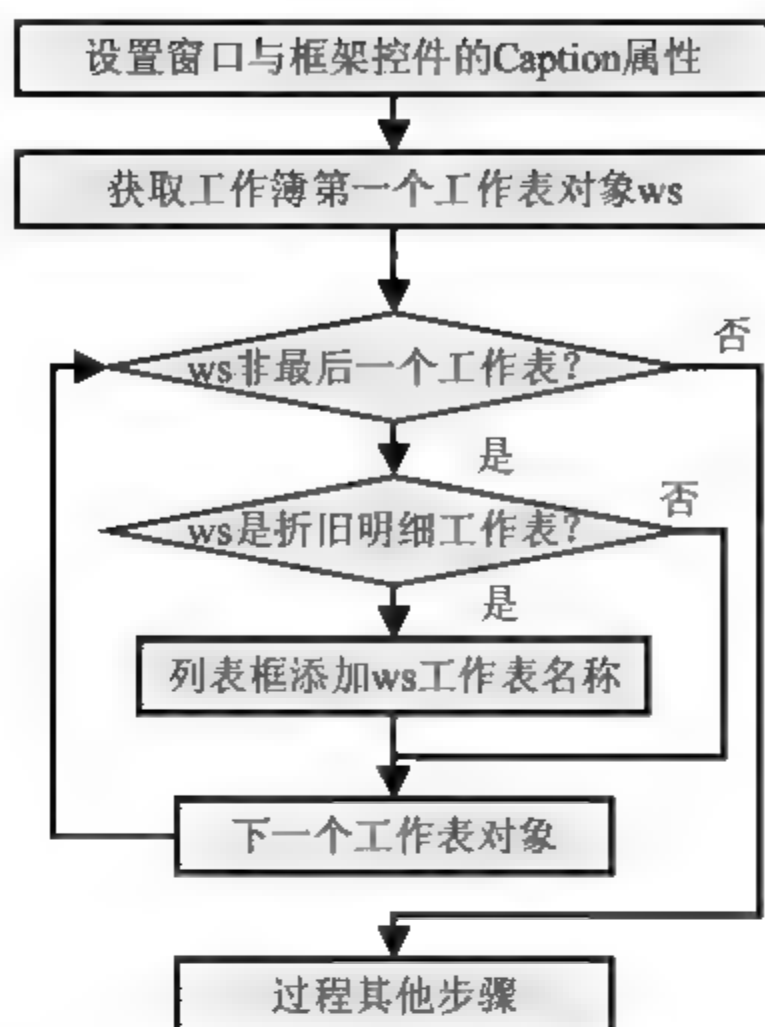 设置窗口与框架控件的Caption属性
获取工作簿第一个工作表对象ws
否
ws非最后一个工作表?
是
否
ws是折旧明细工作表?
是
列表框添加ws工作表名称
下一个工作表对象
过程其他步骤